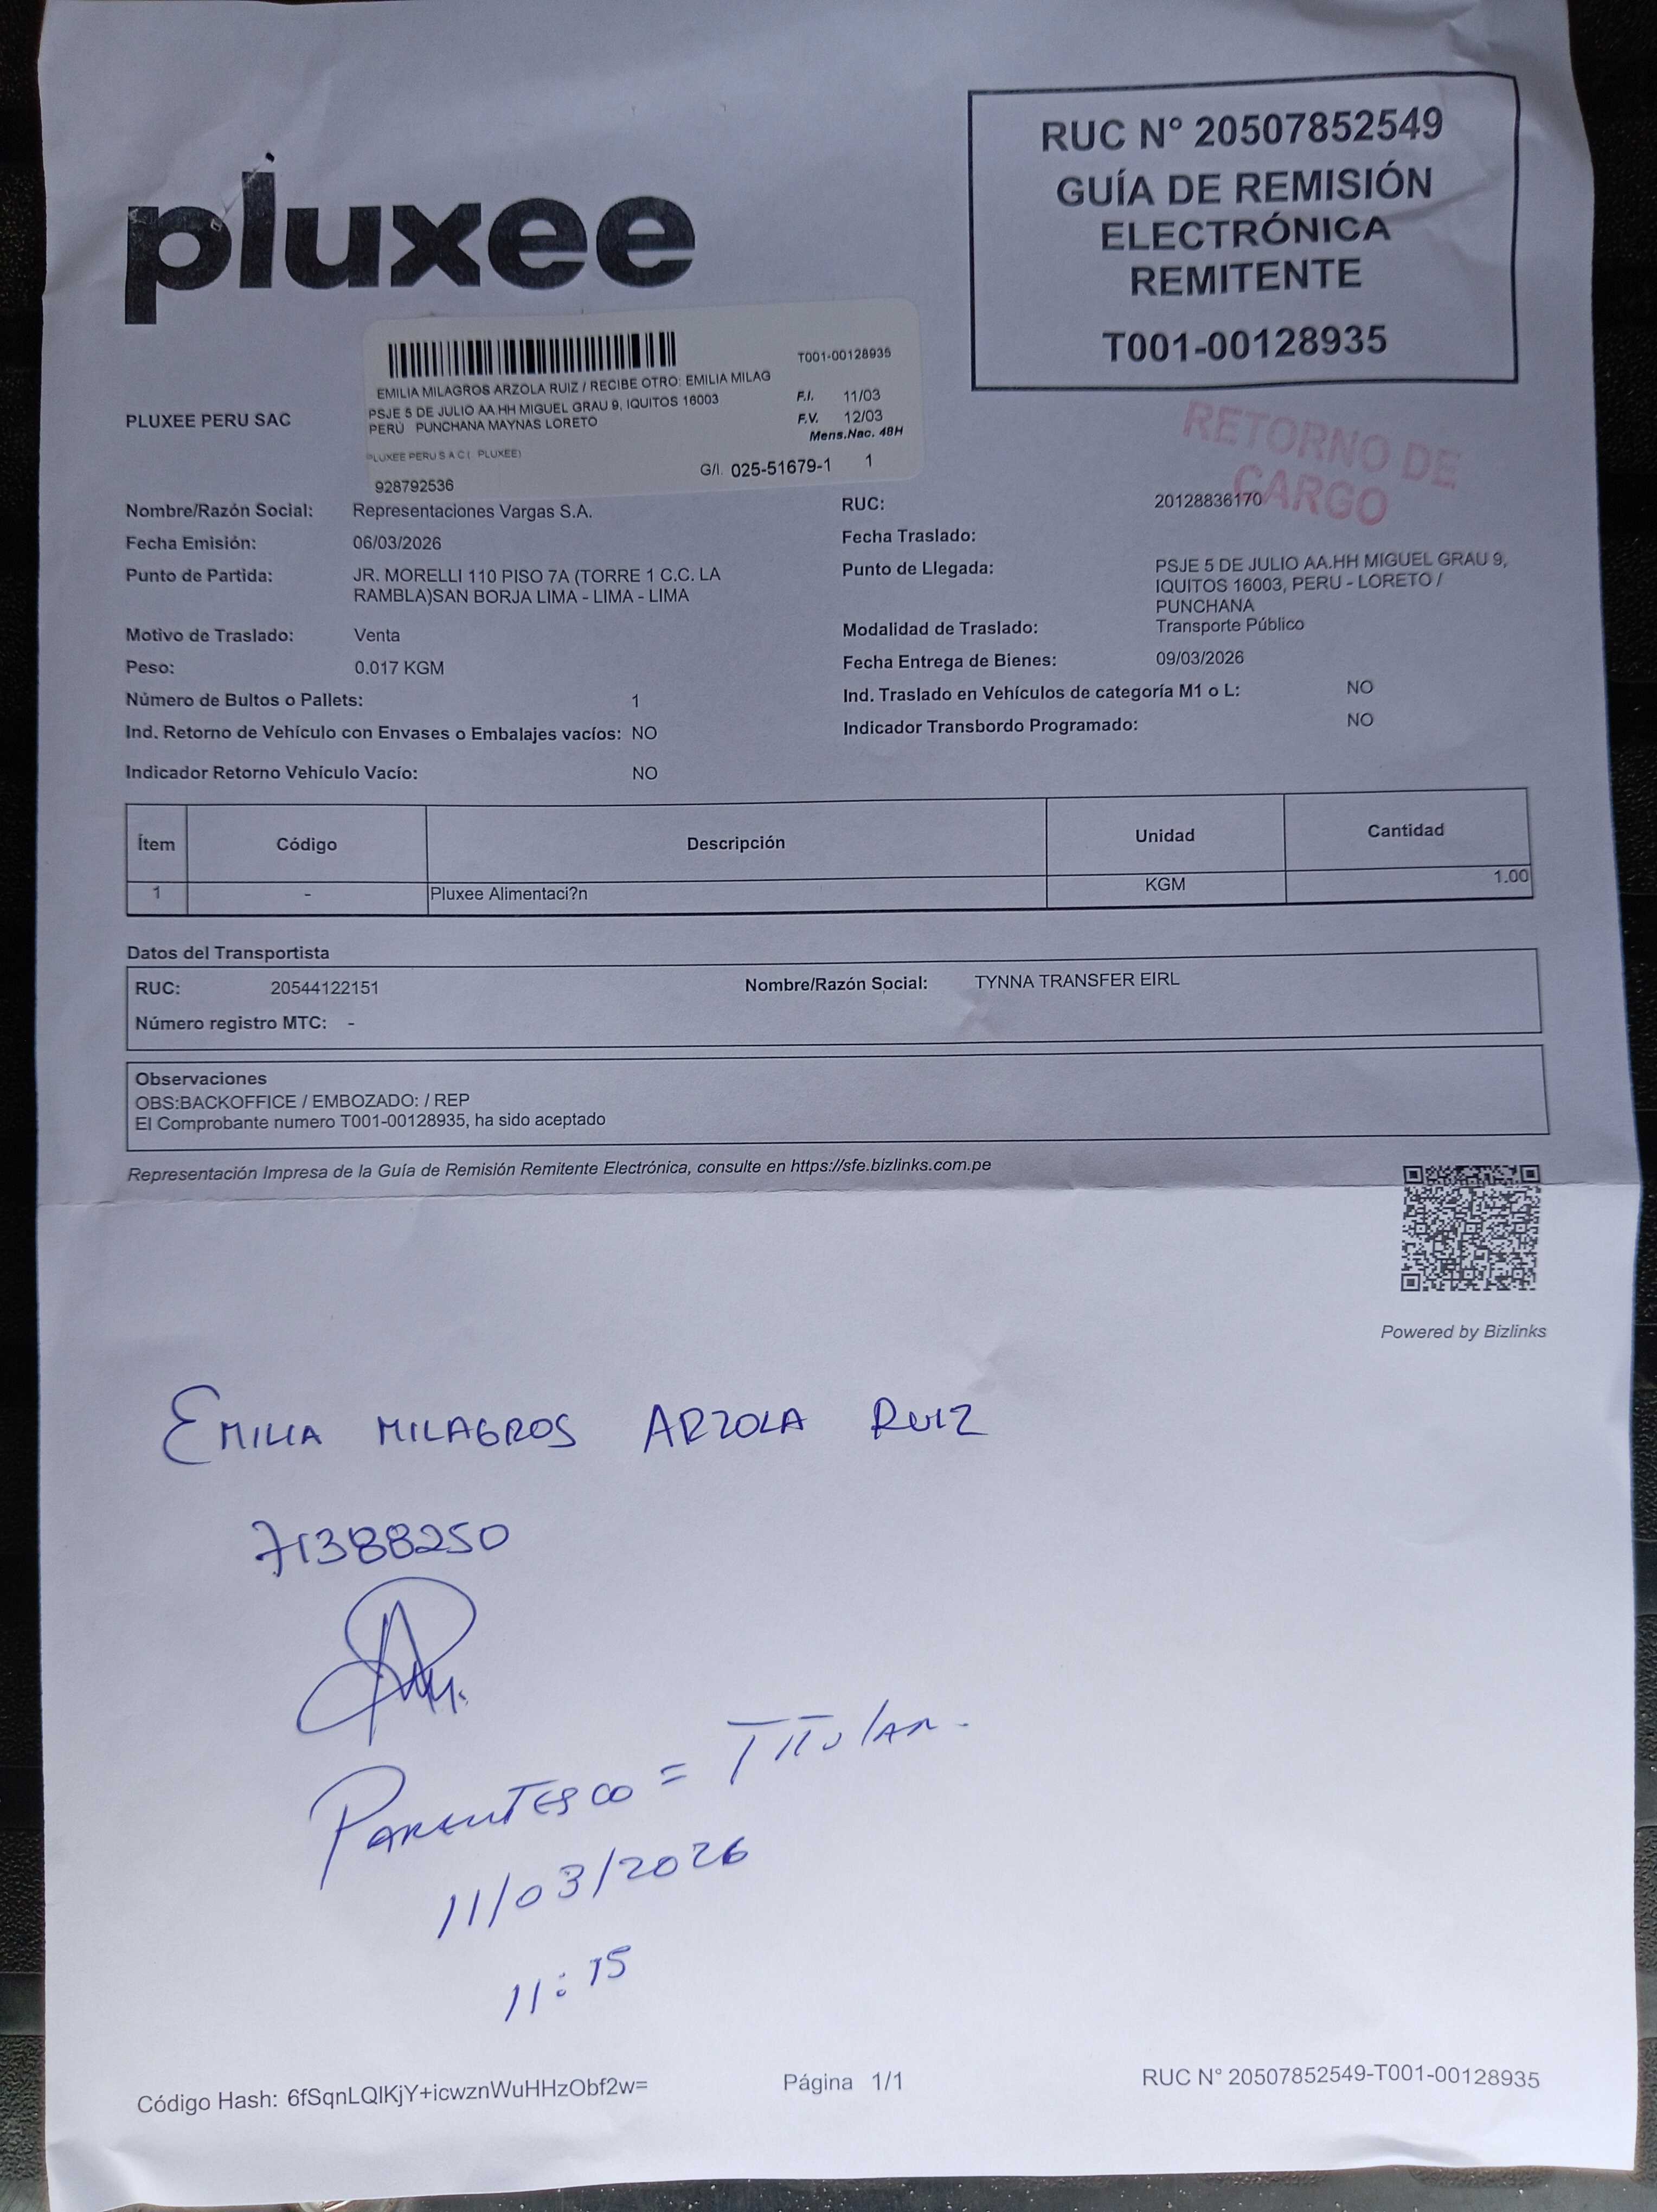 pluxee
RUC N° 20507852549
GUÍA DE REMISIÓN
ELECTRÓNICA
REMITENTE
T001-00128935
PLUXEE PERU SAC
T001-00128935
EMILIA MILAGROS ARZOLA RUIZ / RECIBE OTRO: EMILIA MILAG
PSJE 5 DE JULIO AA.HH MIGUEL GRAU 9, IQUITOS 16003
PERÚ PUNCHANA MAYNAS LORETO
F.I. 11/03
F.V. 12/03
Mens.Nac. 48H
PLUXEE PERU S A C ( PLUXEE)
G/I. 025-51679-1 1
928792536
RETORNO DE
CARGO
Nombre/Razón Social: Representaciones Vargas S.A.
RUC: 20128836170
Fecha Emisión: 06/03/2026
Fecha Traslado:
Punto de Partida: JR. MORELLI 110 PISO 7A (TORRE 1 C.C. LA
RAMBLA)SAN BORJA LIMA - LIMA - LIMA
Punto de Llegada: PSJE 5 DE JULIO AA.HH MIGUEL GRAU 9,
IQUITOS 16003, PERU - LORETO /
PUNCHANA
Motivo de Traslado: Venta
Modalidad de Traslado: Transporte Público
Peso: 0.017 KGM
Fecha Entrega de Bienes: 09/03/2026
Número de Bultos o Pallets: 1
Ind. Traslado en Vehículos de categoría M1 o L: NO
Ind. Retorno de Vehículo con Envases o Embalajes vacíos: NO
Indicador Transbordo Programado: NO
Indicador Retorno Vehículo Vacío: NO
Ítem Código Descripción Unidad Cantidad
1 - Pluxee Alimentaci?n KGM 1.00
Datos del Transportista
RUC: 20544122151 Nombre/Razón Social: TYNNA TRANSFER EIRL
Número registro MTC: -
Observaciones
OBS:BACKOFFICE / EMBOZADO: / REP
El Comprobante numero T001-00128935, ha sido aceptado
Representación Impresa de la Guía de Remisión Remitente Electrónica, consulte en https://sfe.bizlinks.com.pe
Powered by Bizlinks
EMILIA MILAGROS ARZOLA RUIZ
71388250
PARENTESCO = TITULAR.
11/03/2026
11:15
Código Hash: 6fSqnLQIKjY+icwznWuHHzObf2w=
Página 1/1
RUC N° 20507852549-T001-00128935